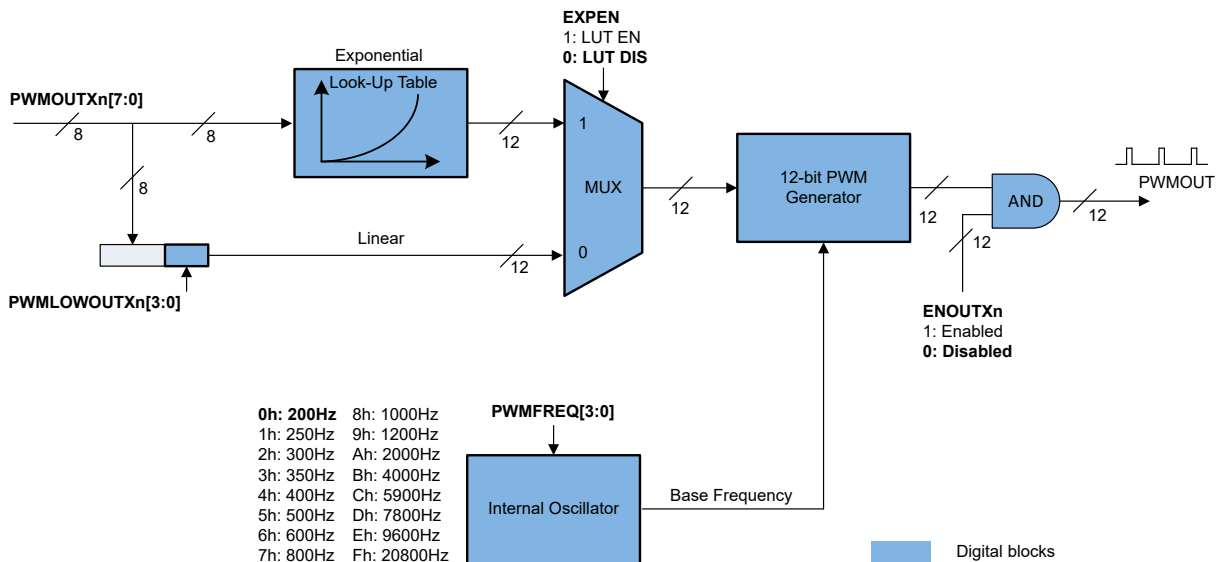 EXPEN
1: LUT EN
0: LUT DIS
Exponential
Look-Up Table
PWMOUTXn[7:0]
8
8
12
1
8
MUX
12
12-bit PWM
Generator
12
AND
12
PWMOUT
12
Linear
12
0
PWMLOWOUTXn[3:0]
ENOUTXn
1: Enabled
0: Disabled
0h: 200Hz 8h: 1000Hz
1h: 250Hz 9h: 1200Hz
2h: 300Hz Ah: 2000Hz
3h: 350Hz Bh: 4000Hz
4h: 400Hz Ch: 5900Hz
5h: 500Hz Dh: 7800Hz
6h: 600Hz Eh: 9600Hz
7h: 800Hz Fh: 20800Hz
PWMFREQ[3:0]
Internal Oscillator
Base Frequency
Digital blocks